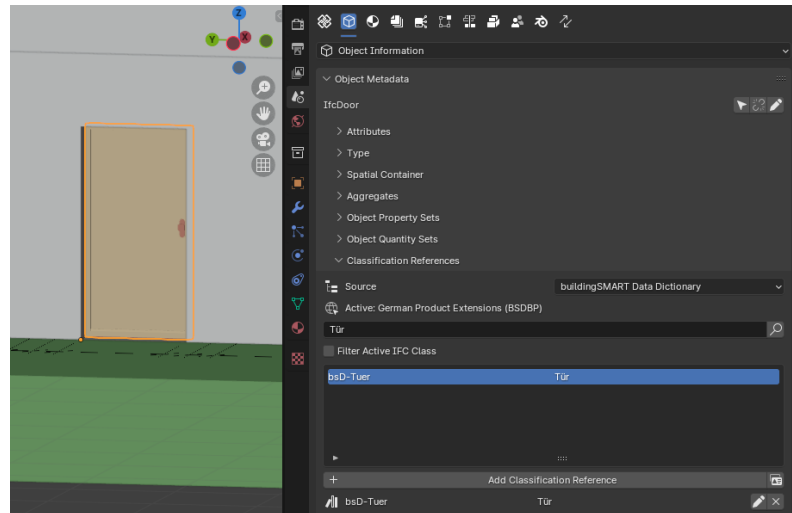 Z
Y
X
Object Information
Object Metadata
IfcDoor
Attributes
Type
Spatial Container
Aggregates
Object Property Sets
Object Quantity Sets
Classification References
Source buildingSMART Data Dictionary
Active: German Product Extensions (BSDBP)
Tür
Filter Active IFC Class
bsD-Tuer Tür
Add Classification Reference
bsD-Tuer Tür